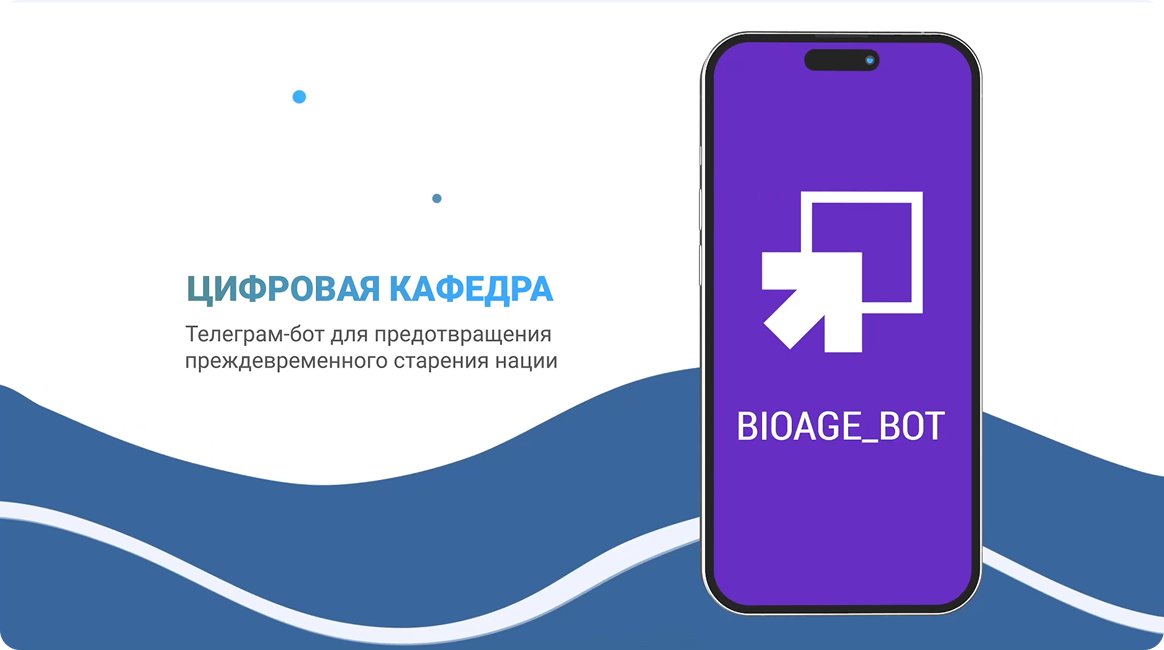 ЦИФРОВАЯ КАФЕДРА
Телеграм-бот для предотвращения
преждевременного старения нации
BIOAGE_BOT